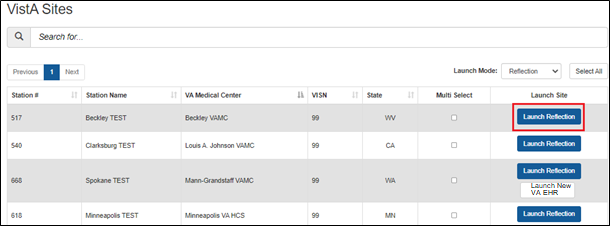 VistA Sites
Search for...
Previous 1 Next Launch Mode: Reflection Select All
Station # Station Name VA Medical Center VISN State Multi Select Launch Site
517 Beckley TEST Beckley VAMC 99 WV Launch Reflection
540 Clarksburg TEST Louis A. Johnson VAMC 99 CA Launch Reflection
668 Spokane TEST Mann-Grandstaff VAMC 99 WA Launch Reflection
Launch New
VA EHR
618 Minneapolis TEST Minneapolis VA HCS 99 MN Launch Reflection